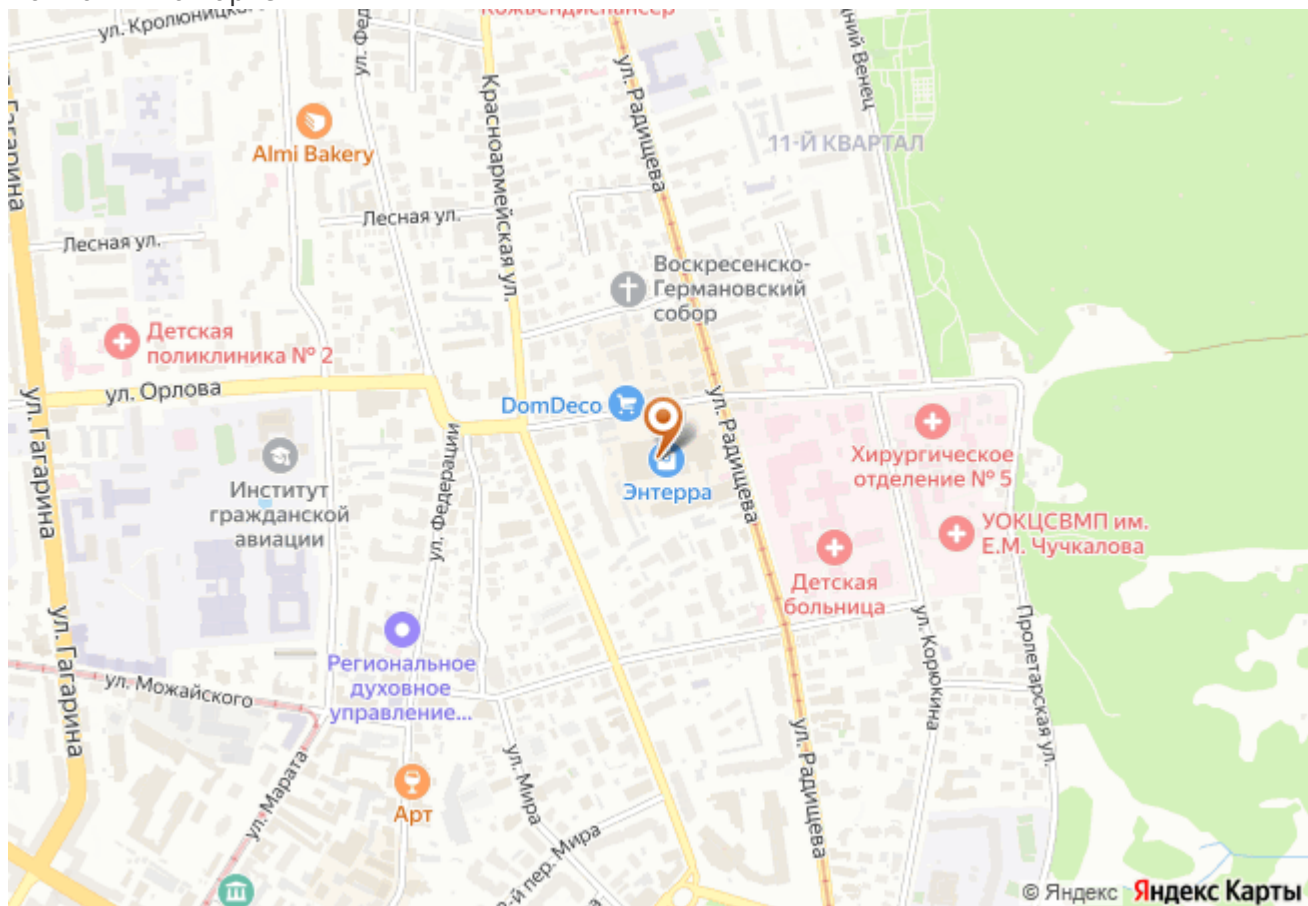 ул. Кролюницкого
Кожвендиспансер
ул. Гагарина
Almi Bakery
Красноармейская ул.
ул. Радищева
11-Й КВАРТАЛ
Венец
Лесная ул.
Лесная ул.
Воскресенско-
Германовский
собор
Детская
поликлиника № 2
ул. Орлова
DomDeco
ул. Радищева
ул. Гагарина
Энтерра
Хирургическое
отделение № 5
Институт
гражданской
авиации
ул. Федерации
УОКЦСВМП им.
Е.М. Чучкалова
Детская
больница
ул. Гагарина
Региональное
духовное
управление...
ул. Можайского
ул. Корюкина
Пролетарская ул.
ул. Марата
Арт
ул. Мира
ул. Радищева
-й пер. Мира
© Яндекс Яндекс Карты